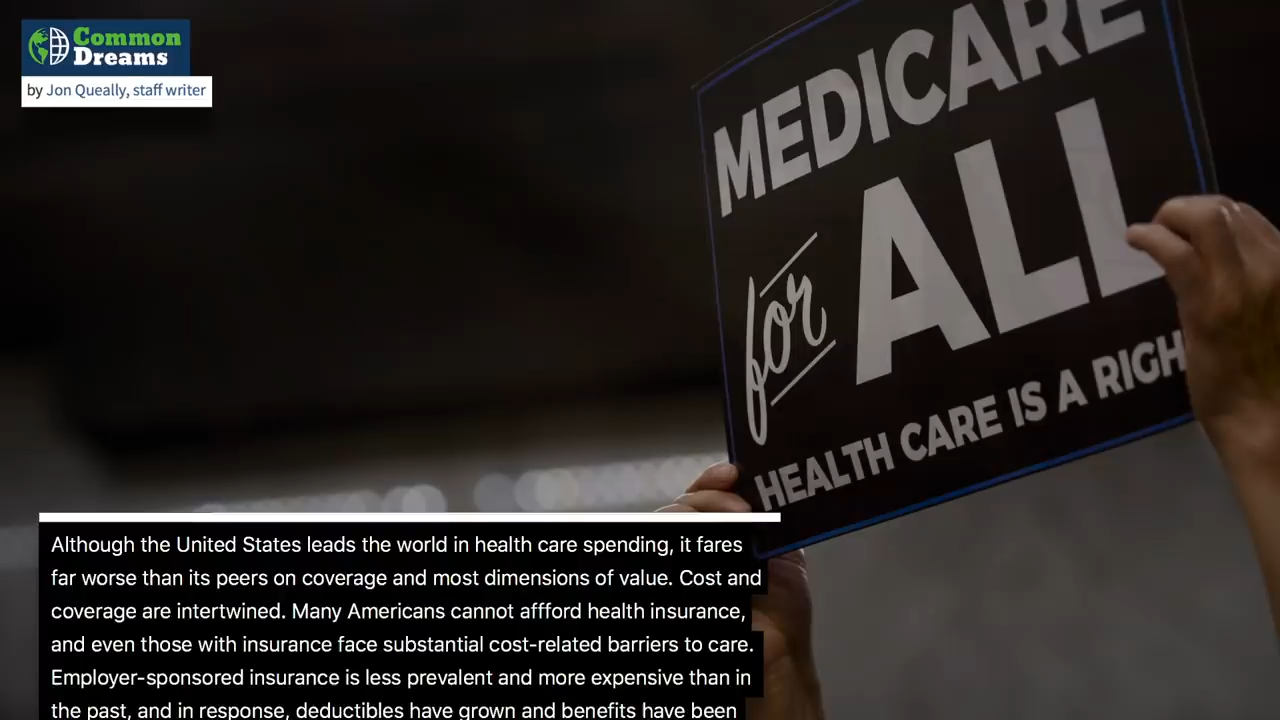 Common
Dreams
by Jon Queally, staff writer
MEDICARE
for
ALL
HEALTH CARE IS A RIGH
Although the United States leads the world in health care spending, it fares
far worse than its peers on coverage and most dimensions of value. Cost and
coverage are intertwined. Many Americans cannot affford health insurance,
and even those with insurance face substantial cost-related barriers to care.
Employer-sponsored insurance is less prevalent and more expensive than in
the past, and in response, deductibles have grown and benefits have been